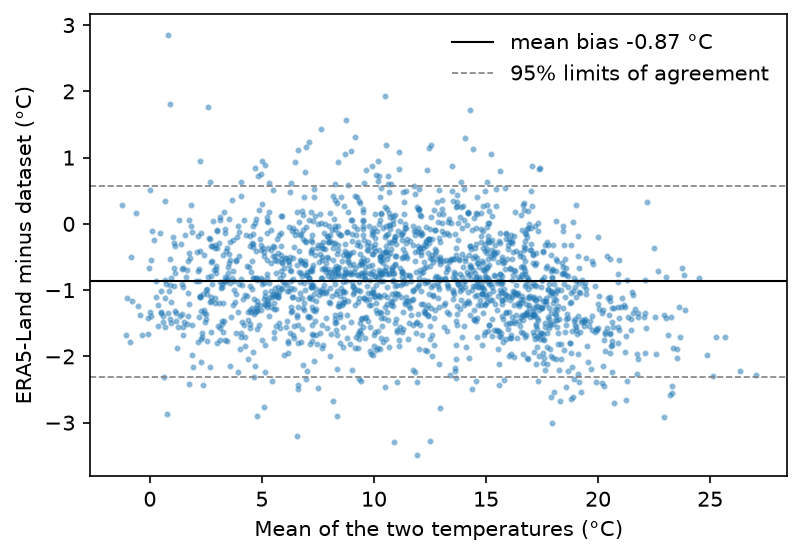 3
2
1
0
−1
−2
−3
ERA5-Land minus dataset (°C)
mean bias -0.87 °C
95% limits of agreement
0 5 10 15 20 25
Mean of the two temperatures (°C)